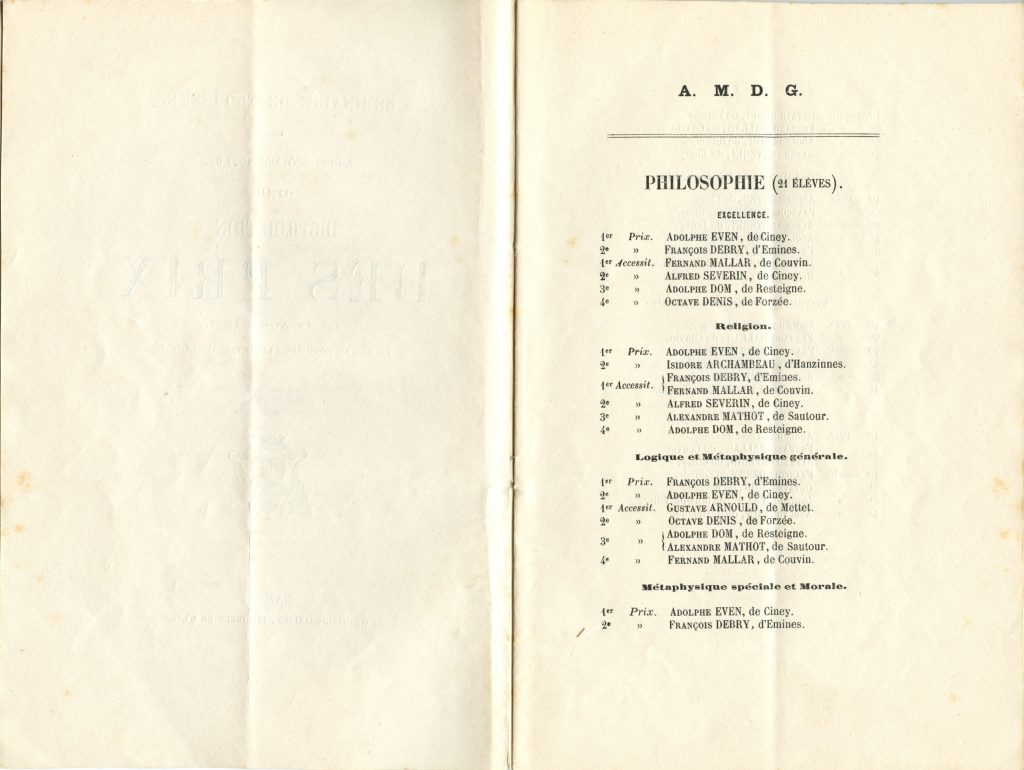 A. M. D. G.
PHILOSOPHIE (21 ÉLÈVES).
EXCELLENCE.
1er Prix. ADOLPHE EVEN, de Ciney.
2e » FRANÇOIS DEBRY, d'Emines.
1er Accessit. FERNAND MALLAR, de Couvin.
2e » ALFRED SEVERIN, de Ciney.
3e » ADOLPHE DOM, de Resteigne.
4e » OCTAVE DENIS, de Forzée.
Religion.
1er Prix. ADOLPHE EVEN, de Ciney.
2e » ISIDORE ARCHAMBEAU, d'Hanzinnes.
1er Accessit. { FRANÇOIS DEBRY, d'Emines.
FERNAND MALLAR, de Couvin.
2e » ALFRED SEVERIN, de Ciney.
3e » ALEXANDRE MATHOT, de Sautour.
4e » ADOLPHE DOM, de Resteigne.
Logique et Métaphysique générale.
1er Prix. FRANÇOIS DEBRY, d'Emines.
2e » ADOLPHE EVEN, de Ciney.
1er Accessit. GUSTAVE ARNOULD, de Mettet.
2e » OCTAVE DENIS, de Forzée.
3e » { ADOLPHE DOM, de Resteigne.
ALEXANDRE MATHOT, de Sautour.
4e » FERNAND MALLAR, de Couvin.
Métaphysique spéciale et Morale.
1er Prix. ADOLPHE EVEN, de Ciney.
2e » FRANÇOIS DEBRY, d'Emines.